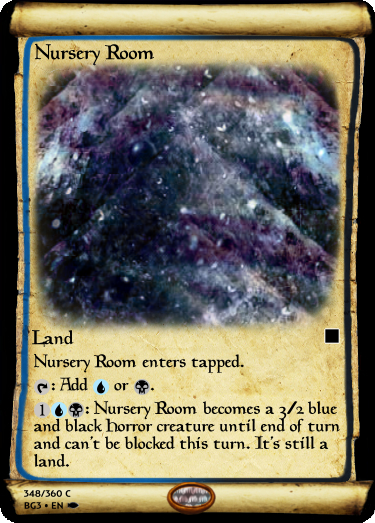 Nursery Room
Land
Nursery Room enters tapped.
: Add or .
1 : Nursery Room becomes a 3/2 blue
and black Horror creature until end of turn
and can't be blocked this turn. It's still a
land.
348/360 C
BG3 • EN